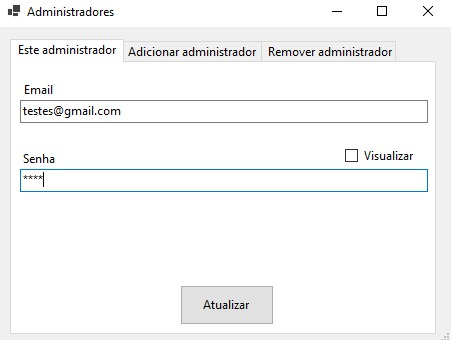 Administradores
Este administrador Adicionar administrador Remover administrador
Email
testes@gmail.com
Senha Visualizar
****
Atualizar